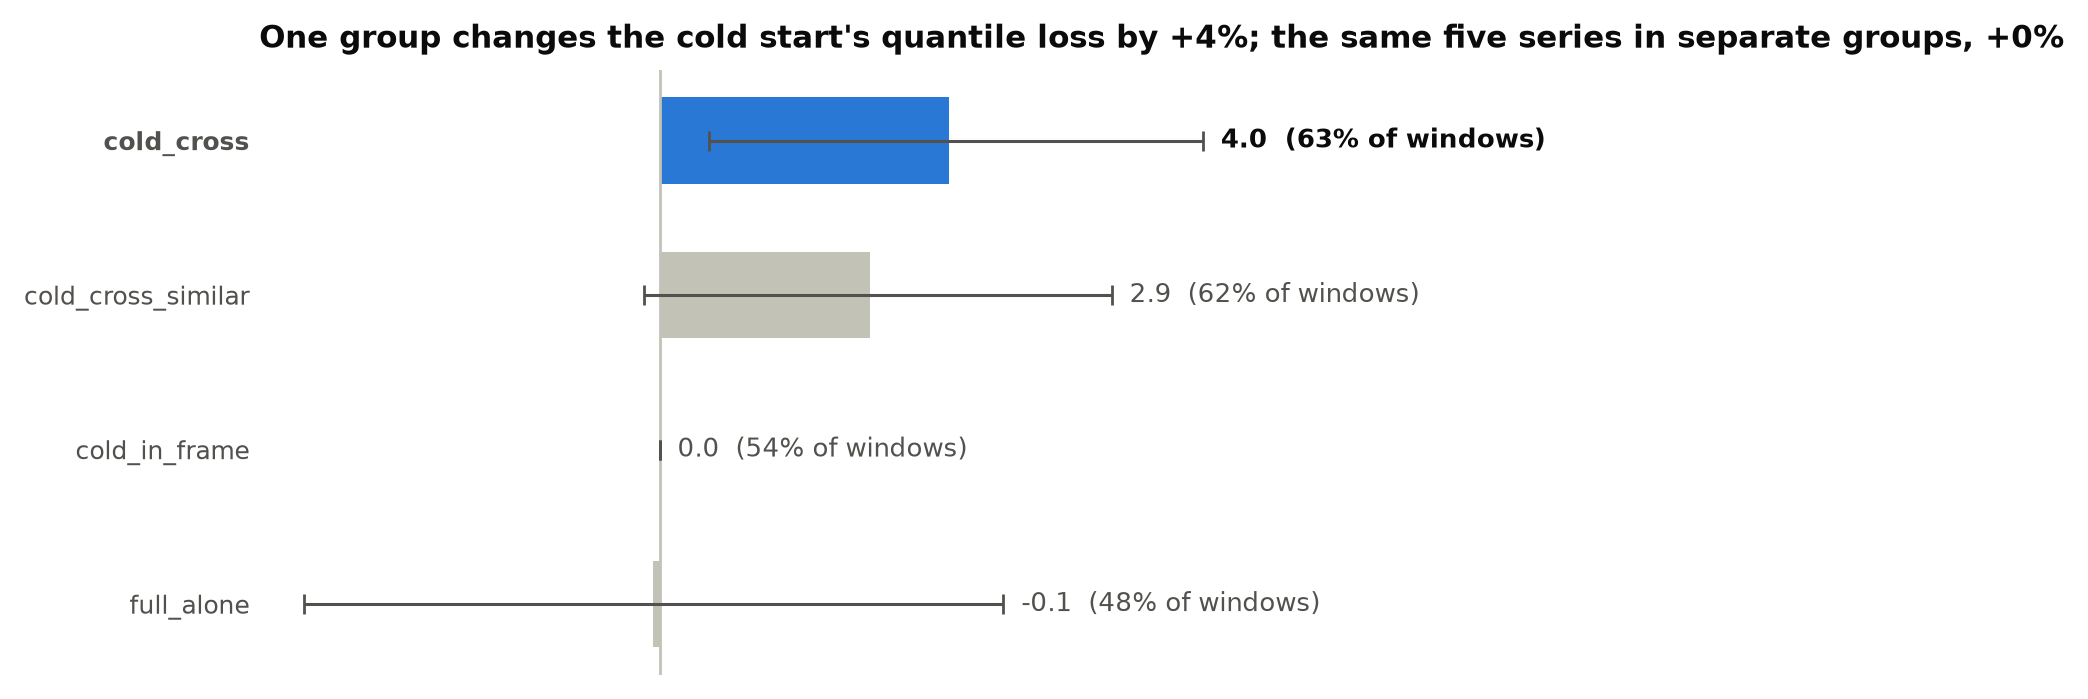 One group changes the cold start's quantile loss by +4%; the same five series in separate groups, +0%
cold_cross 4.0 (63% of windows)
cold_cross_similar 2.9 (62% of windows)
cold_in_frame 0.0 (54% of windows)
full_alone -0.1 (48% of windows)